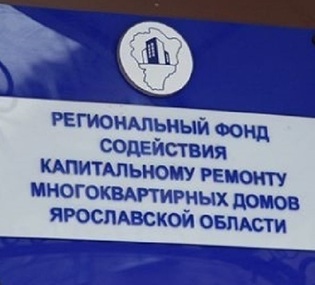 РЕГИОНАЛЬНЫЙ ФОНД
СОДЕЙСТВИЯ
КАПИТАЛЬНОМУ РЕМОНТУ
МНОГОКВАРТИРНЫХ ДОМОВ
ЯРОСЛАВСКОЙ ОБЛАСТИ